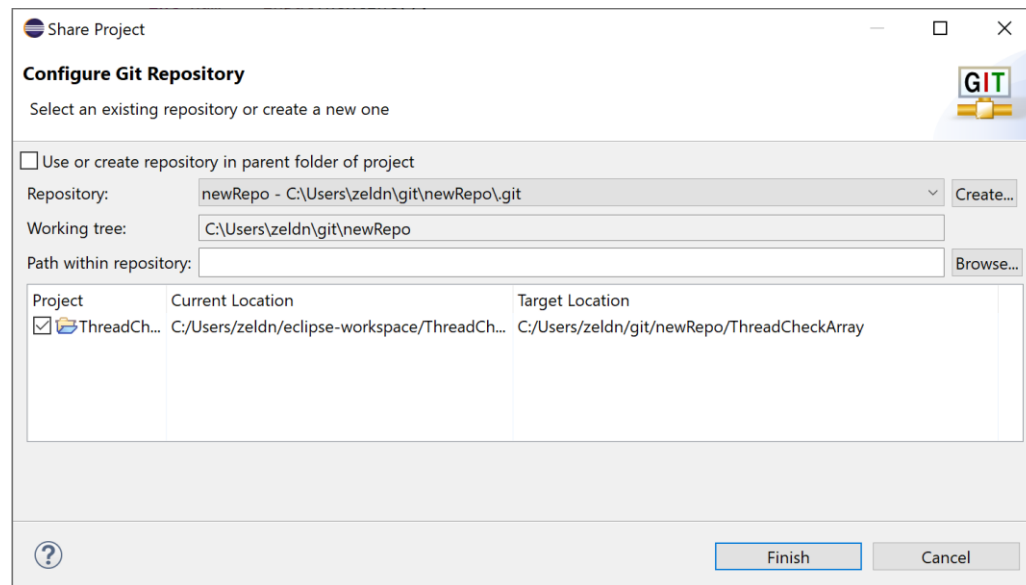 Share Project
Configure Git Repository
Select an existing repository or create a new one
GIT
Use or create repository in parent folder of project
Repository: newRepo - C:\Users\zeldn\git\newRepo\.git Create...
Working tree: C:\Users\zeldn\git\newRepo
Path within repository: Browse...
Project Current Location Target Location
ThreadCh... C:/Users/zeldn/eclipse-workspace/ThreadCh... C:/Users/zeldn/git/newRepo/ThreadCheckArray
? Finish Cancel